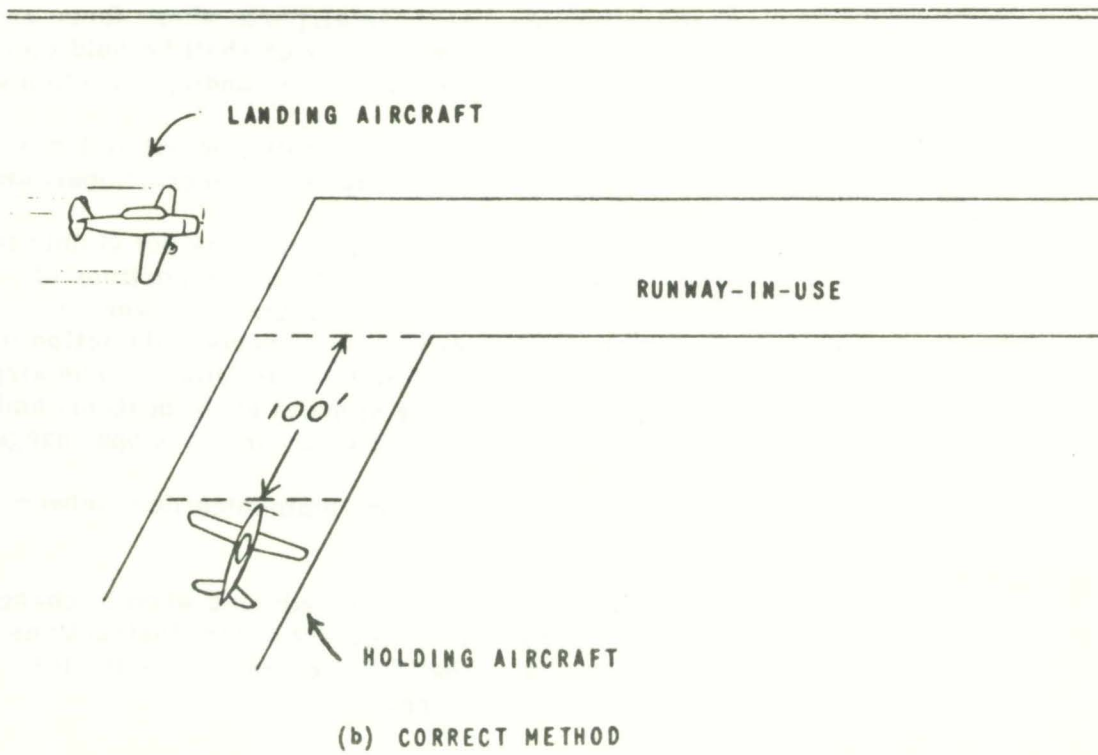 LANDING AIRCRAFT
RUNWAY-IN-USE
100'
HOLDING AIRCRAFT
(b) CORRECT METHOD